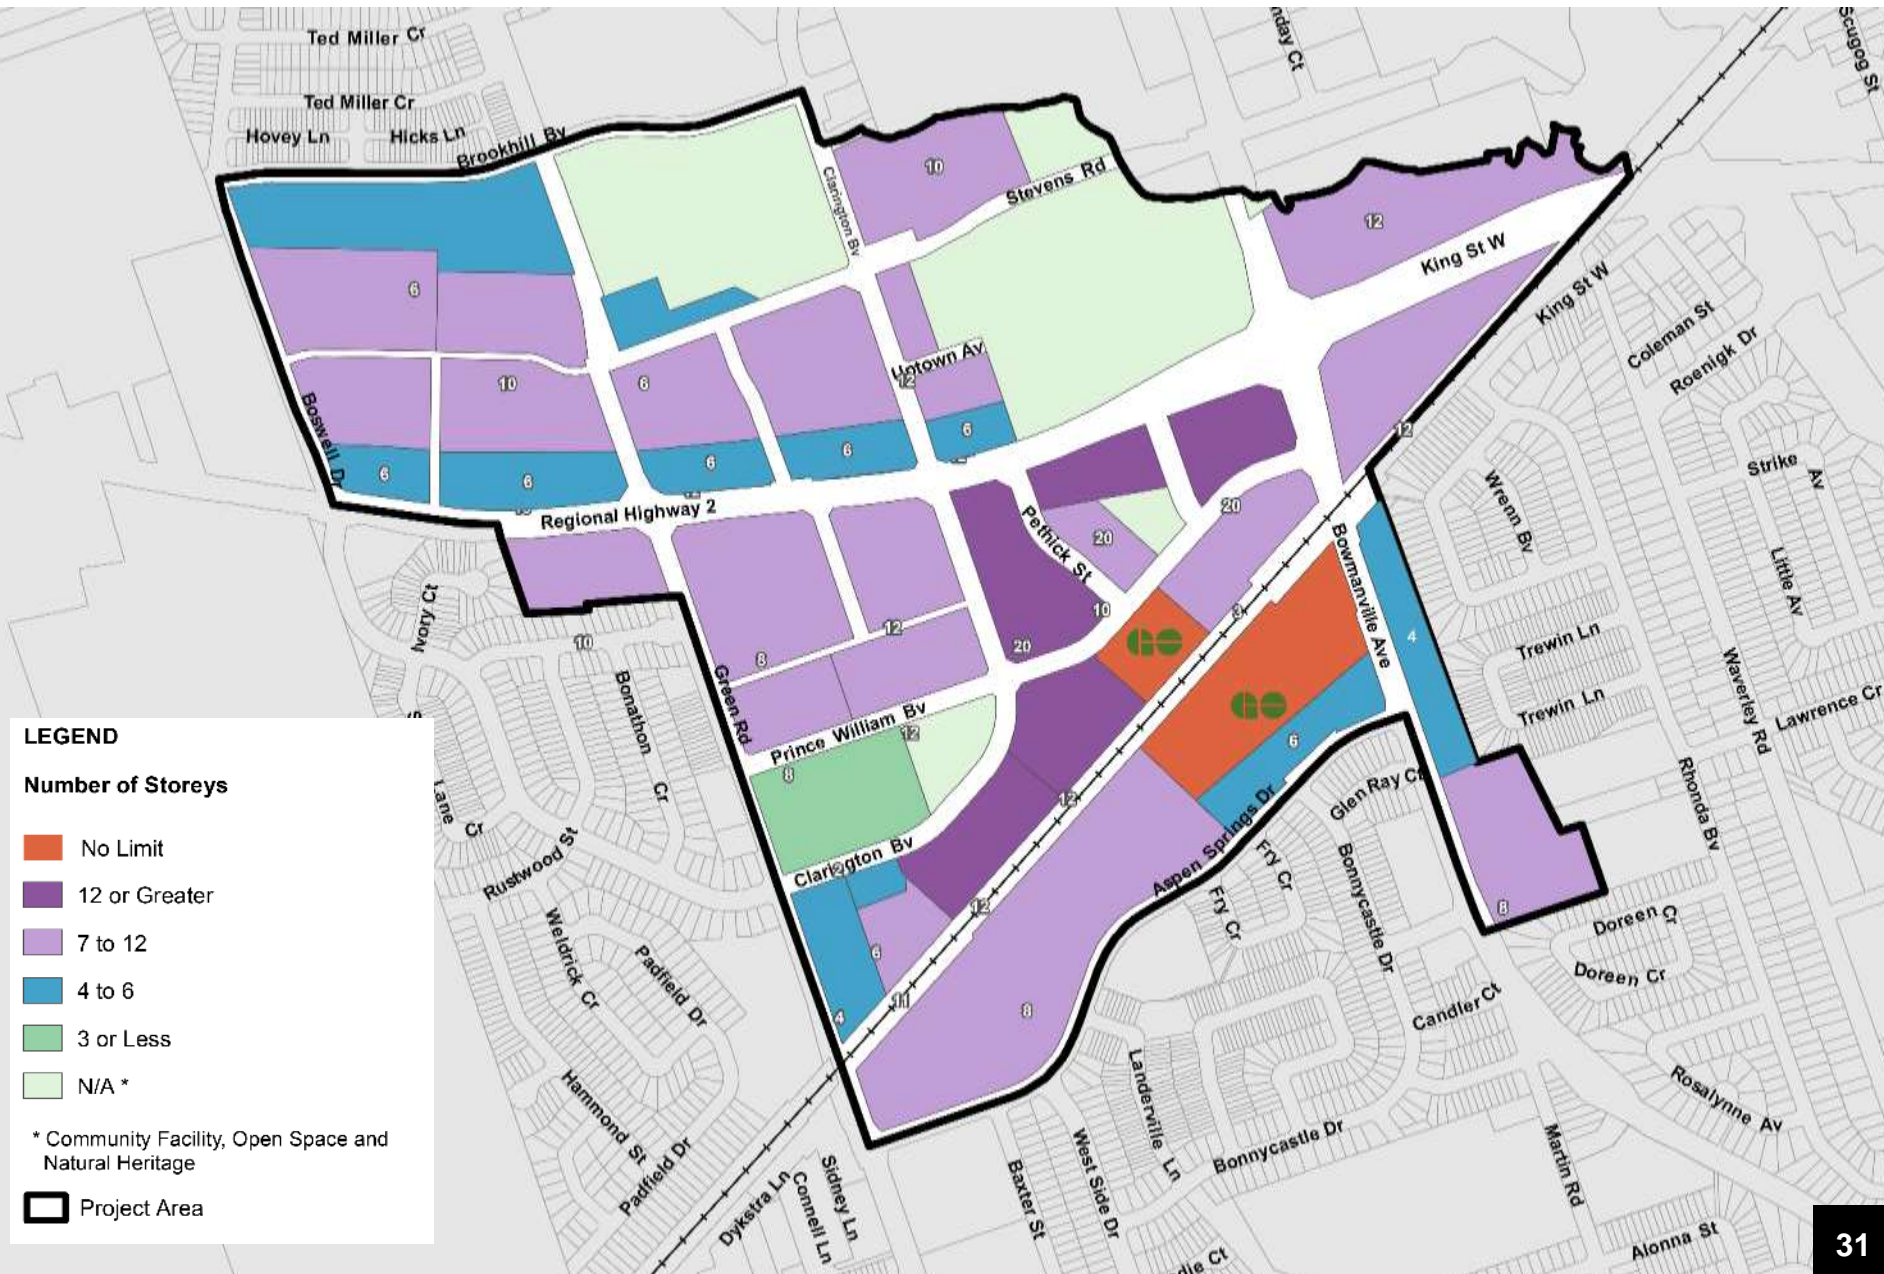 Ted Miller Cr
Ted Miller Cr
Hovey Ln
Hicks Ln
Brookhill Bv
nday Ct
Scugog St
Clarington Bv
10
Stevens Rd
12
King St W
King St W
Coleman St
Roenigk Dr
6
10
6
Uptown Av
12
Boswell Dr
6
6
6
6
6
12
Regional Highway 2
Strike Av
Wrenn Bv
Little Av
Pethick St
20
20
Bowmanville Ave
10
GO
3
4
Trewin Ln
Trewin Ln
Waverley Rd
Lawrence Cr
Ivory Ct
10
12
8
20
Bonathon Cr
Green Rd
Prince William Bv
12
8
GO
6
12
Glen Ray Ct
Rhonda Bv
Lane
Cr
Rustwood St
Clarington Bv
Aspen Springs Dr
Fry Cr
Fry Cr
Bonnycastle Dr
12
6
8
Doreen Cr
Doreen Cr
Weldrick Cr
Padfield Dr
4
11
8
Candler Ct
Hammond St
Padfield Dr
Landerville Ln
Rosalynne Av
Bonnycastle Dr
West Side Dr
Martin Rd
Baxter St
Sidney Ln
Connell Ln
Dykstra Ln
die Ct
Alonna St
LEGEND
Number of Storeys
No Limit
12 or Greater
7 to 12
4 to 6
3 or Less
N/A *
* Community Facility, Open Space and
Natural Heritage
Project Area
31